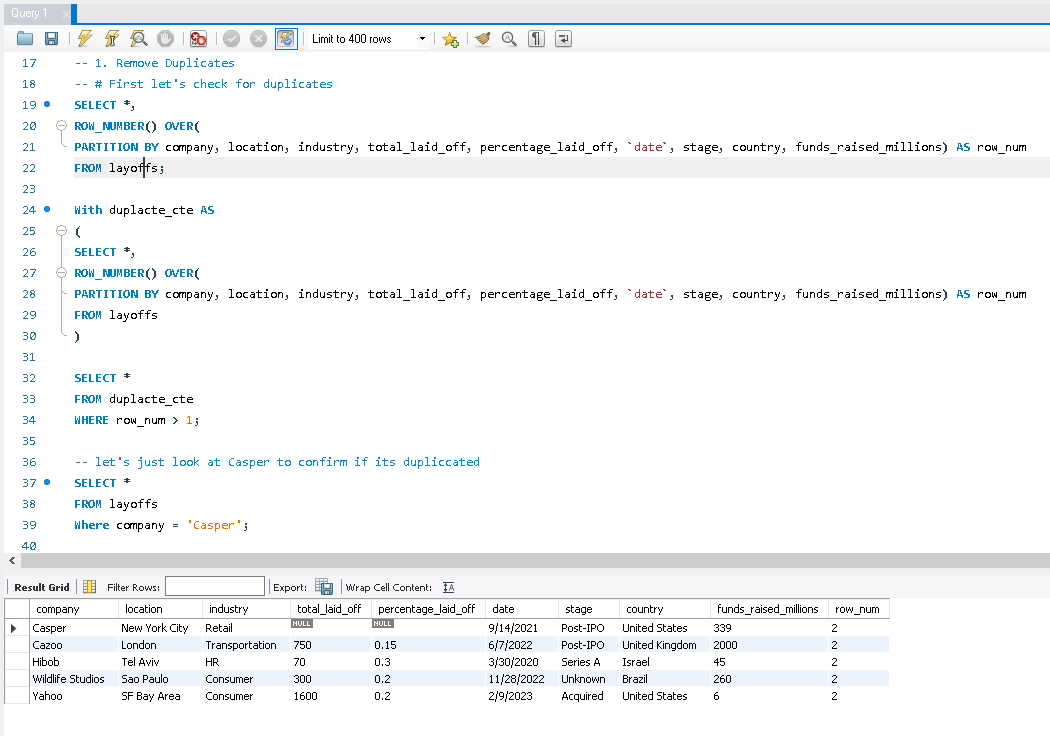 Query 1
Limit to 400 rows
17 -- 1. Remove Duplicates
18 -- # First let's check for duplicates
19 SELECT *,
20 ROW_NUMBER() OVER(
21 PARTITION BY company, location, industry, total_laid_off, percentage_laid_off, `date`, stage, country, funds_raised_millions) AS row_num
22 FROM layoffs;
23
24 With duplacte_cte AS
25 (
26 SELECT *,
27 ROW_NUMBER() OVER(
28 PARTITION BY company, location, industry, total_laid_off, percentage_laid_off, `date`, stage, country, funds_raised_millions) AS row_num
29 FROM layoffs
30 )
31
32 SELECT *
33 FROM duplacte_cte
34 WHERE row_num > 1;
35
36 -- let's just look at Casper to confirm if its dupliccated
37 SELECT *
38 FROM layoffs
39 Where company = 'Casper';
40
Result Grid Filter Rows: Export: Wrap Cell Content:
company location industry total_laid_off percentage_laid_off date stage country funds_raised_millions row_num
Casper New York City Retail NULL NULL 9/14/2021 Post-IPO United States 339 2
Cazoo London Transportation 750 0.15 6/7/2022 Post-IPO United Kingdom 2000 2
Hibob Tel Aviv HR 70 0.3 3/30/2020 Series A Israel 45 2
Wildlife Studios Sao Paulo Consumer 300 0.2 11/28/2022 Unknown Brazil 260 2
Yahoo SF Bay Area Consumer 1600 0.2 2/9/2023 Acquired United States 6 2